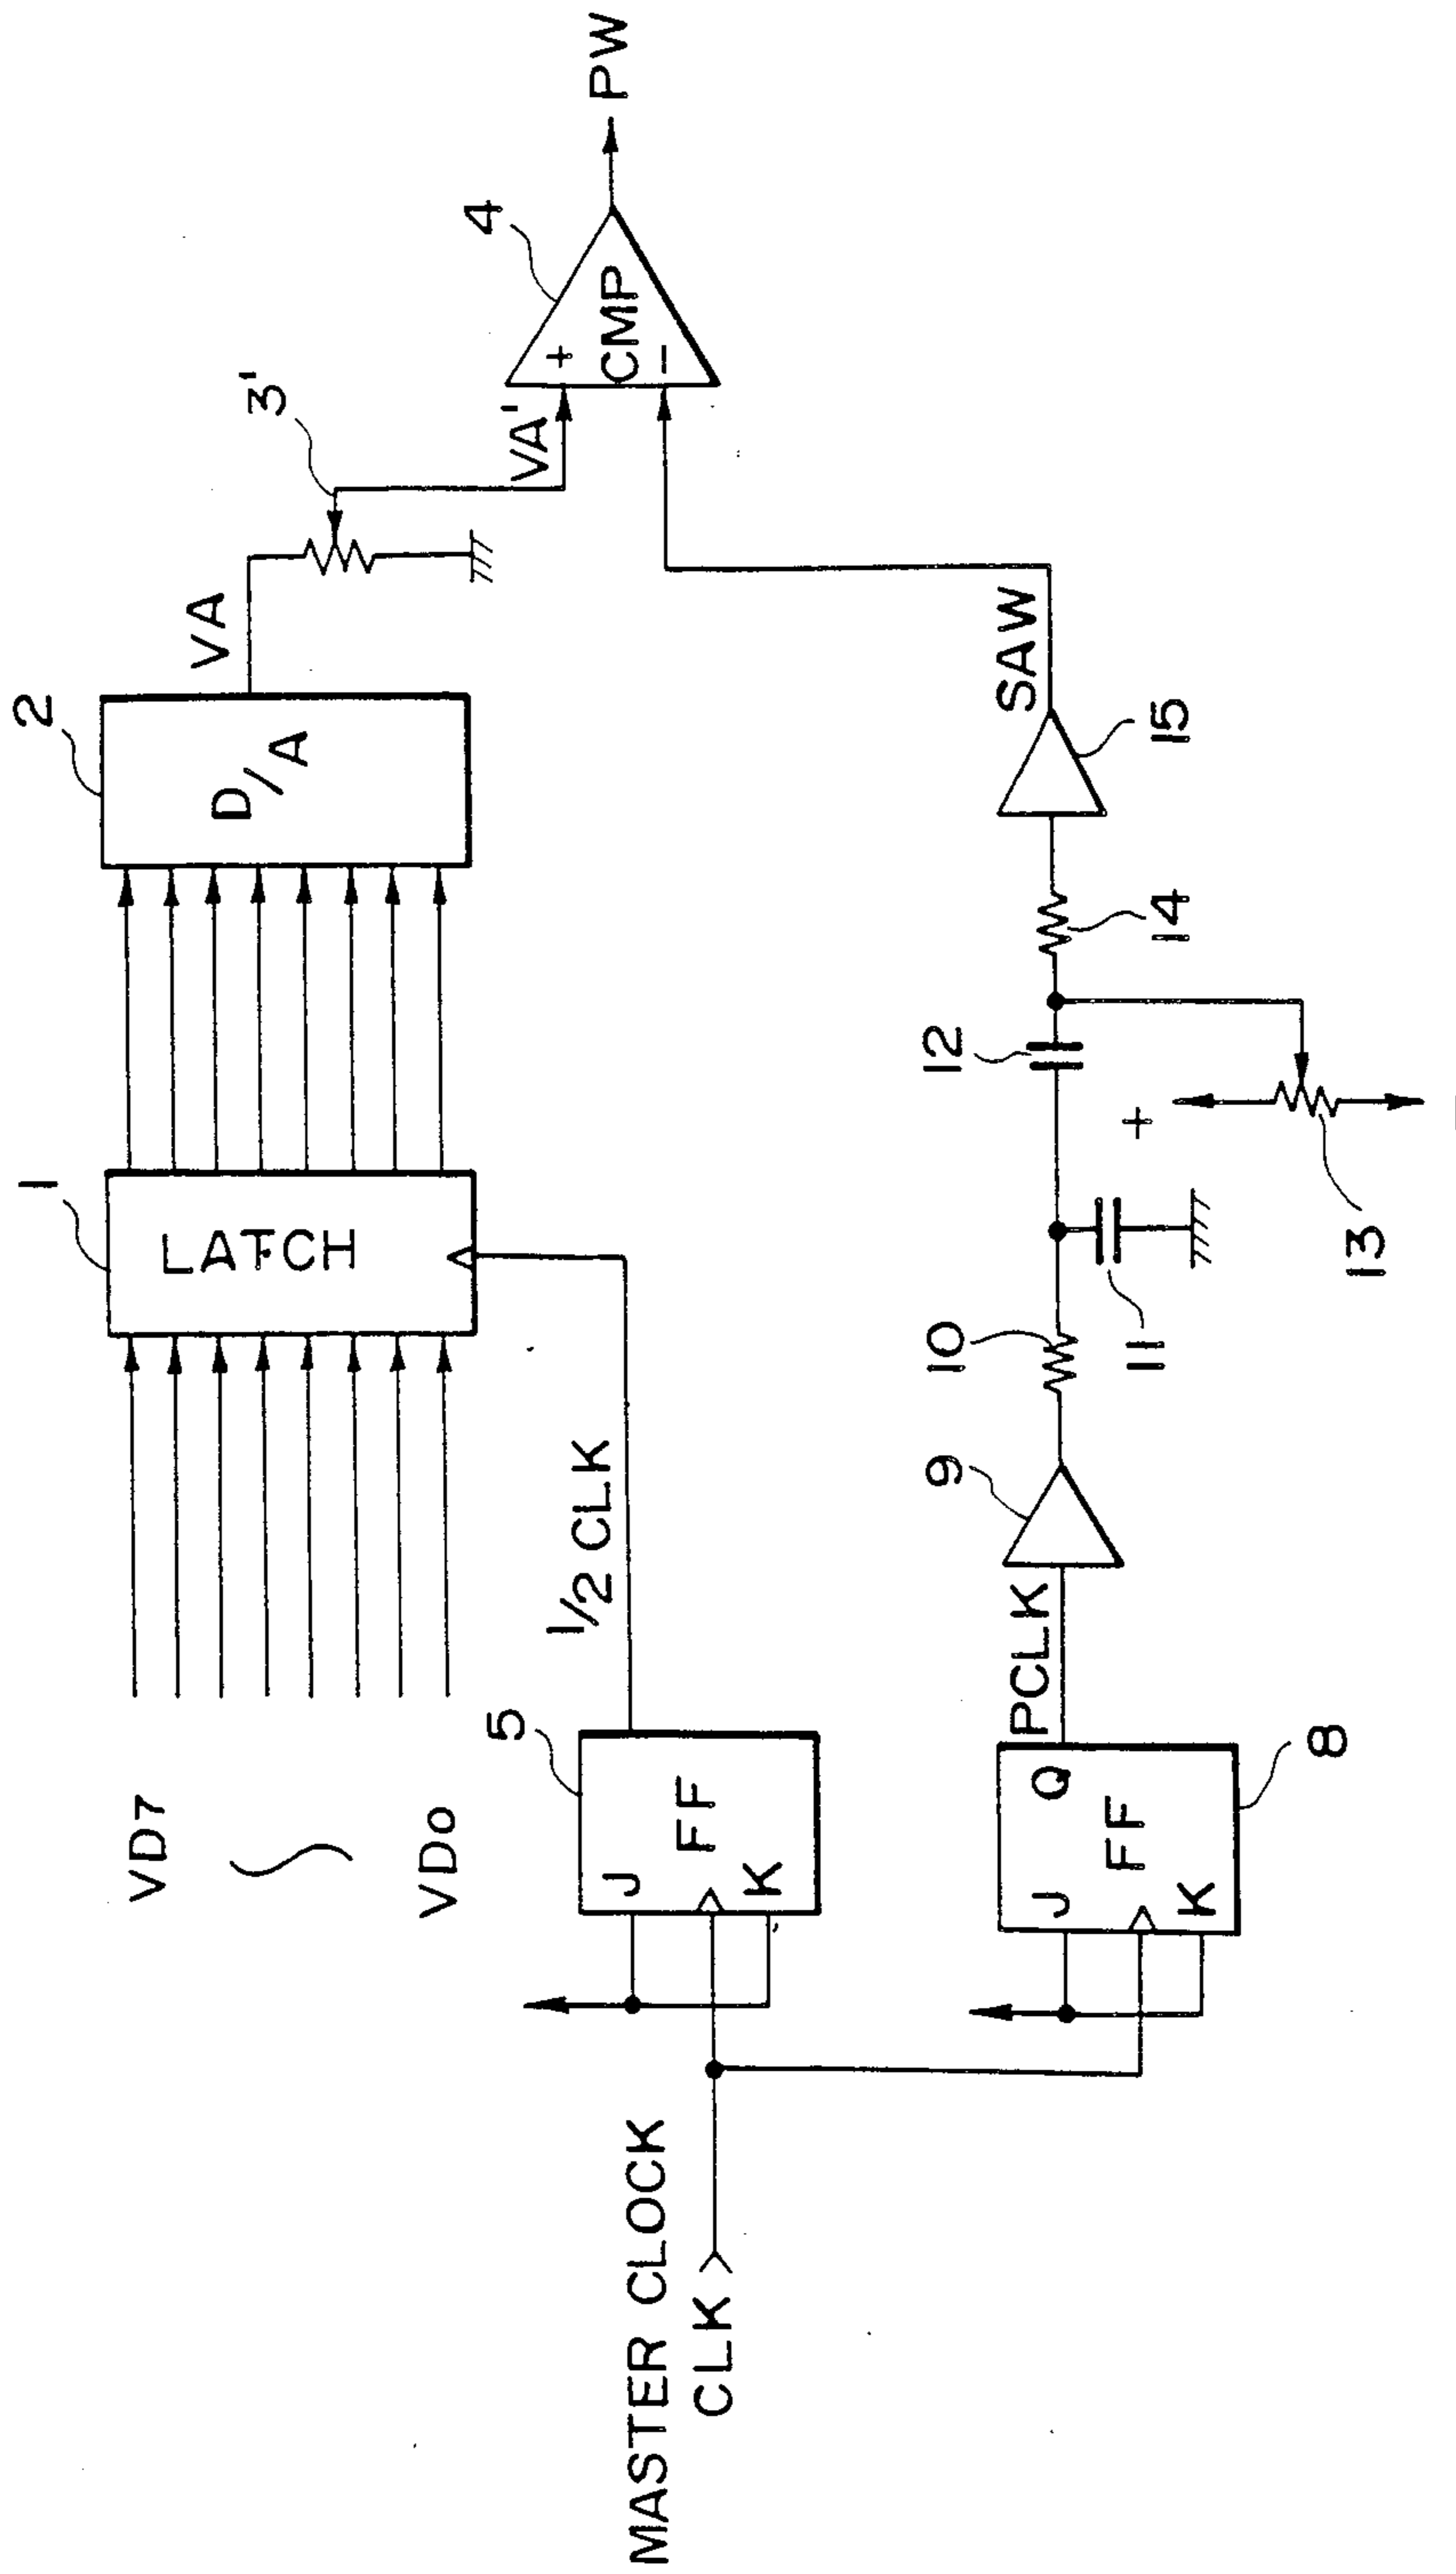 VD7
VD0
1
LATCH
2
D/A
VA
3'
VA'
4
+
CMP
−
PW
MASTER CLOCK
CLK
5
J
FF
K
1/2 CLK
8
J
Q
FF
K
PCLK
9
10
11
12
+
13
14
15
SAW